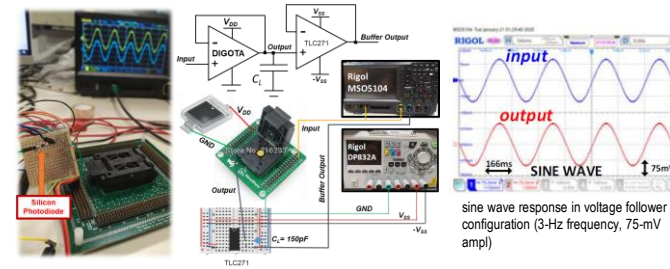 Silicon
Photodiode
VDD
DIGOTA
Input
Output
CL
VSS
TLC271
Buffer Output
-VSS
VDD
GND
Input
Output
Buffer Output
Rigol
MSO5104
Rigol
DP832A
GND
VSS
-VSS
CL= 150pF
TLC271
RIGOL
input
output
166ms
SINE WAVE
75mV
sine wave response in voltage follower
configuration (3-Hz frequency, 75-mV
ampl)